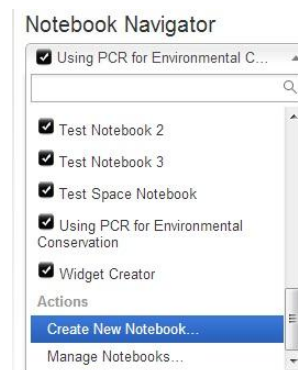 Notebook Navigator
Using PCR for Environmental C...
Test Notebook 2
Test Notebook 3
Test Space Notebook
Using PCR for Environmental
Conservation
Widget Creator
Actions
Create New Notebook...
Manage Notebooks...